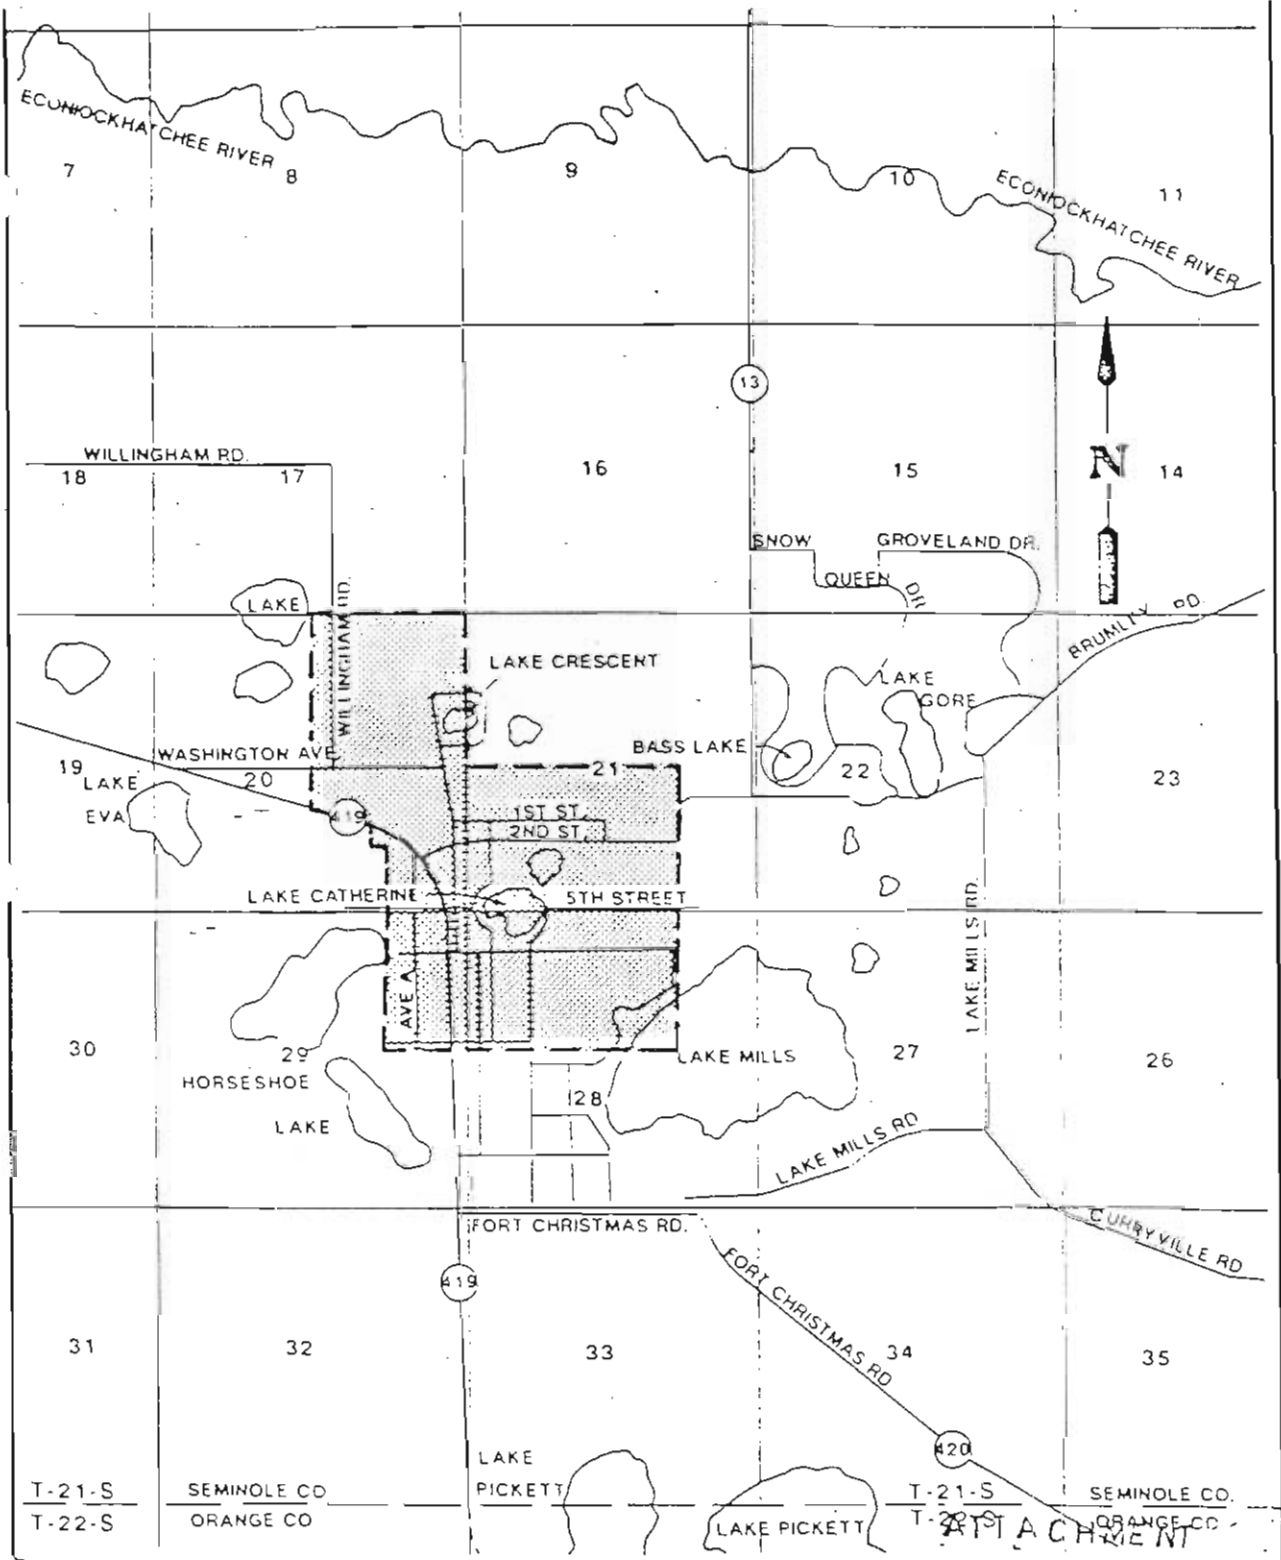 ECONLOCKHATCHEE RIVER
7
8
9
10
11
ECONLOCKHATCHEE RIVER
13
WILLINGHAM RD.
18
17
16
15
N
14
SNOW
GROVELAND DR.
QUEEN
DR
LAKE
WILLINGHAM RD.
BRUMLEY RD.
LAKE CRESCENT
LAKE
GORE
BASS LAKE
WASHINGTON AVE
19
20
21
22
23
LAKE
EVA
419
1ST ST.
2ND ST.
LAKE CATHERINE
5TH STREET
LAKE MILLS RD.
AVE A
30
29
LAKE MILLS
27
26
HORSESHOE
28
LAKE
LAKE MILLS RD
FORT CHRISTMAS RD.
CURRYVILLE RD
419
FORT CHRISTMAS RD
31
32
33
34
35
420
LAKE
PICKETT
T-21-S
SEMINOLE CO
T-21-S
SEMINOLE CO.
T-22-S
ORANGE CO
LAKE PICKETT
T-22-S
ORANGE CO
ATTACHMENT